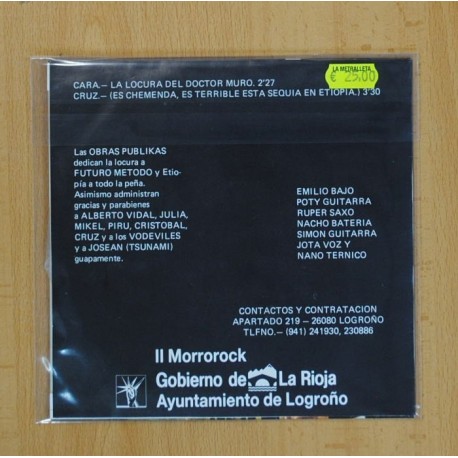 LA METRALLETA
€ 25,00
CARA.— LA LOCURA DEL DOCTOR MURO. 2'27
CRUZ.— (ES CHEMENDA, ES TERRIBLE ESTA SEQUIA EN ETIOPIA.) 3'30
Las OBRAS PUBLIKAS
dedican la locura a
FUTURO METODO y Etio-
pía a todo la peña.
Asimismo administran
gracias y parabienes
a ALBERTO VIDAL, JULIA,
MIKEL, PIRU, CRISTOBAL,
CRUZ y a los VODEVILES
y a JOSEAN (TSUNAMI)
guapamente.
EMILIO BAJO
POTY GUITARRA
RUPER SAXO
NACHO BATERIA
SIMON GUITARRA
JOTA VOZ Y
NANO TERNICO
CONTACTOS Y CONTRATACION
APARTADO 219 — 26080 LOGROÑO
TLFNO.— (941) 241930, 230886
II Morrorock
Gobierno de La Rioja
Ayuntamiento de Logroño